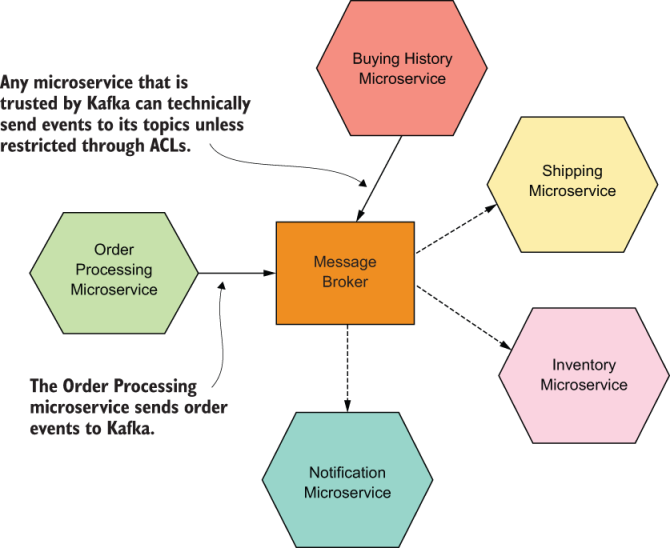 Buying History
Microservice
Any microservice that is
trusted by Kafka can technically
send events to its topics unless
restricted through ACLs.
Shipping
Microservice
Order
Processing
Microservice
Message
Broker
Inventory
Microservice
The Order Processing
microservice sends order
events to Kafka.
Notification
Microservice